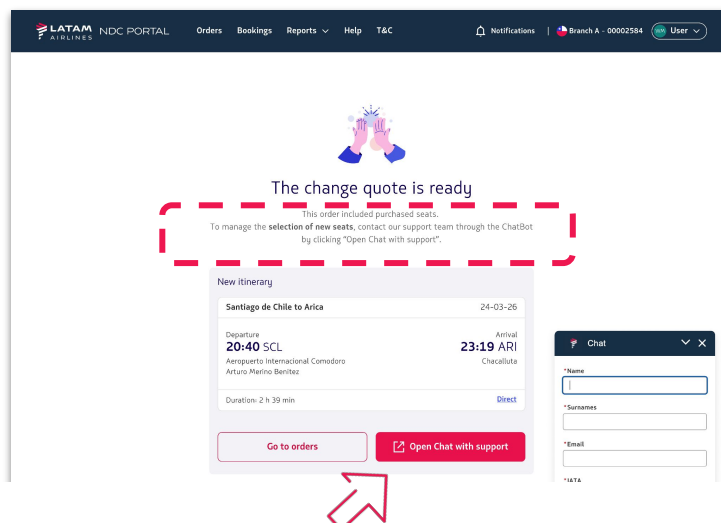 LATAM AIRLINES NDC PORTAL Orders Bookings Reports Help T&C Notifications | Branch A - 00002584 User
The change quote is ready
This order included purchased seats.
To manage the selection of new seats, contact our support team through the ChatBot
by clicking "Open Chat with support".
New itinerary
Santiago de Chile to Arica 24-03-26
Departure Arrival
20:40 SCL 23:19 ARI
Aeropuerto Internacional Comodoro Chacalluta
Arturo Merino Benitez
Duration: 2 h 39 min Direct
Go to orders Open Chat with support
Chat
*Name
*Surnames
*Email
*IATA